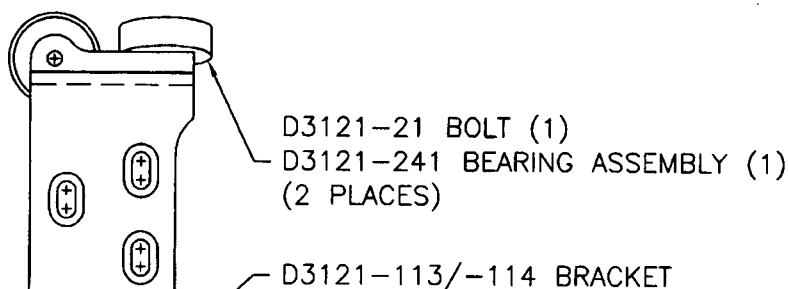 D3121-21 BOLT (1)
D3121-241 BEARING ASSEMBLY (1)
(2 PLACES)
D3121-113/-114 BRACKET